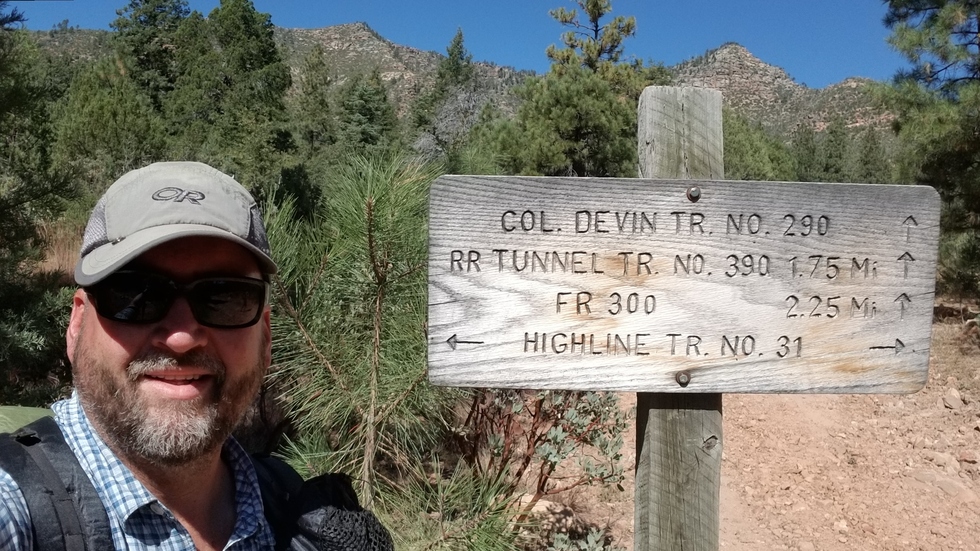 OR
COL. DEVIN TR. NO. 290 ↑
RR TUNNEL TR. NO. 390 1.75 Mi ↑
FR 300 2.25 Mi ↑
← HIGHLINE TR. NO. 31 →